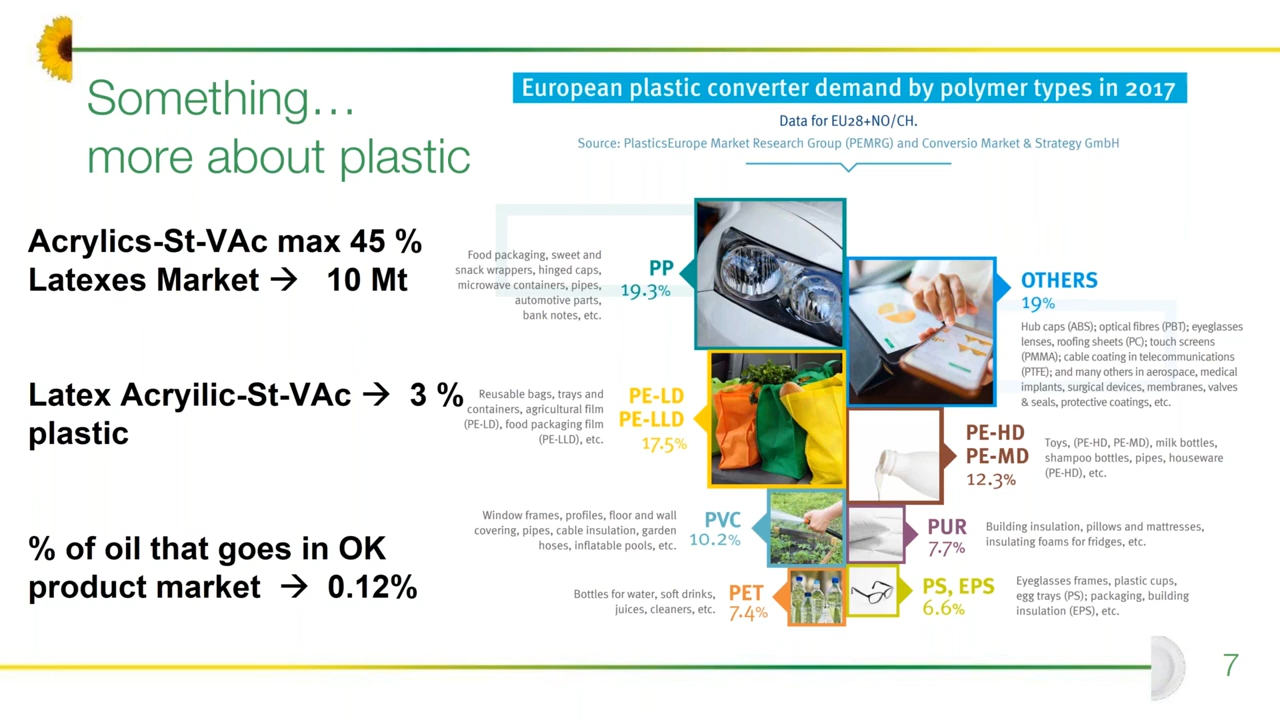 Something…
more about plastic
Acrylics-St-VAc max 45 %
Latexes Market → 10 Mt
Latex Acryilic-St-VAc → 3 %
plastic
% of oil that goes in OK
product market → 0.12%
European plastic converter demand by polymer types in 2017
Data for EU28+NO/CH.
Source: PlasticsEurope Market Research Group (PEMRG) and Conversio Market & Strategy GmbH
Food packaging, sweet and
snack wrappers, hinged caps,
microwave containers, pipes,
automotive parts,
bank notes, etc.
PP
19.3%
OTHERS
19%
Hub caps (ABS); optical fibres (PBT); eyeglasses
lenses, roofing sheets (PC); touch screens
(PMMA); cable coating in telecommunications
(PTFE); and many others in aerospace, medical
implants, surgical devices, membranes, valves
& seals, protective coatings, etc.
Reusable bags, trays and
containers, agricultural film
(PE-LD), food packaging film
(PE-LLD), etc.
PE-LD
PE-LLD
17.5%
PE-HD
PE-MD
12.3%
Toys, (PE-HD, PE-MD), milk bottles,
shampoo bottles, pipes, houseware
(PE-HD), etc.
Window frames, profiles, floor and wall
covering, pipes, cable insulation, garden
hoses, inflatable pools, etc.
PVC
10.2%
PUR
7.7%
Building insulation, pillows and mattresses,
insulating foams for fridges, etc.
Bottles for water, soft drinks,
juices, cleaners, etc.
PET
7.4%
PS, EPS
6.6%
Eyeglasses frames, plastic cups,
egg trays (PS); packaging, building
insulation (EPS), etc.
7